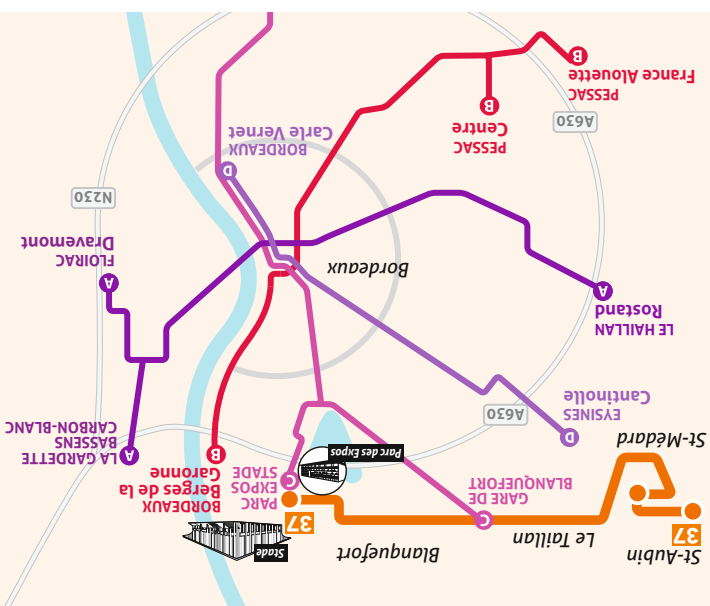 St-Aubin
37
Le Taillan
Blanquefort
Stade
37
St-Médard
C
GARE DE
BLANQUEFORT
PARC
EXPOS
STADE
C
Parc des Expos
BORDEAUX
Berges de la
Garonne
B
A
LA GARDETTE
BASSENS
CARBON-BLANC
D
EYSINES
Cantinolle
A630
LE HAILLAN
Rostand
A
Bordeaux
A
FLOIRAC
Dravemont
N230
D
BORDEAUX
Carle Vernet
A630
PESSAC
Centre
B
PESSAC
France Alouette
B